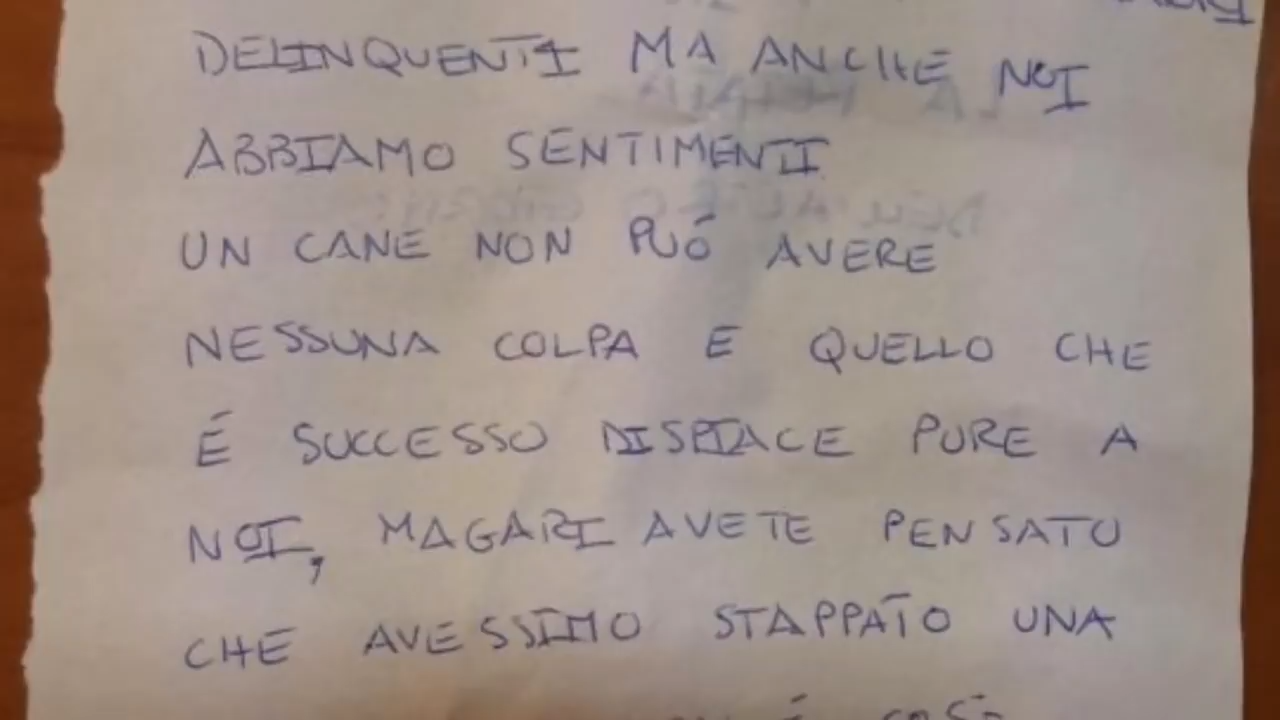 DELINQUENTI MA ANCHE NOI
ABBIAMO SENTIMENTI
UN CANE NON PUÓ AVERE
NESSUNA COLPA E QUELLO CHE
É SUCCESSO DISPIACE PURE A
NOI, MAGARI AVETE PENSATO
CHE AVESSIMO STAPPATO UNA